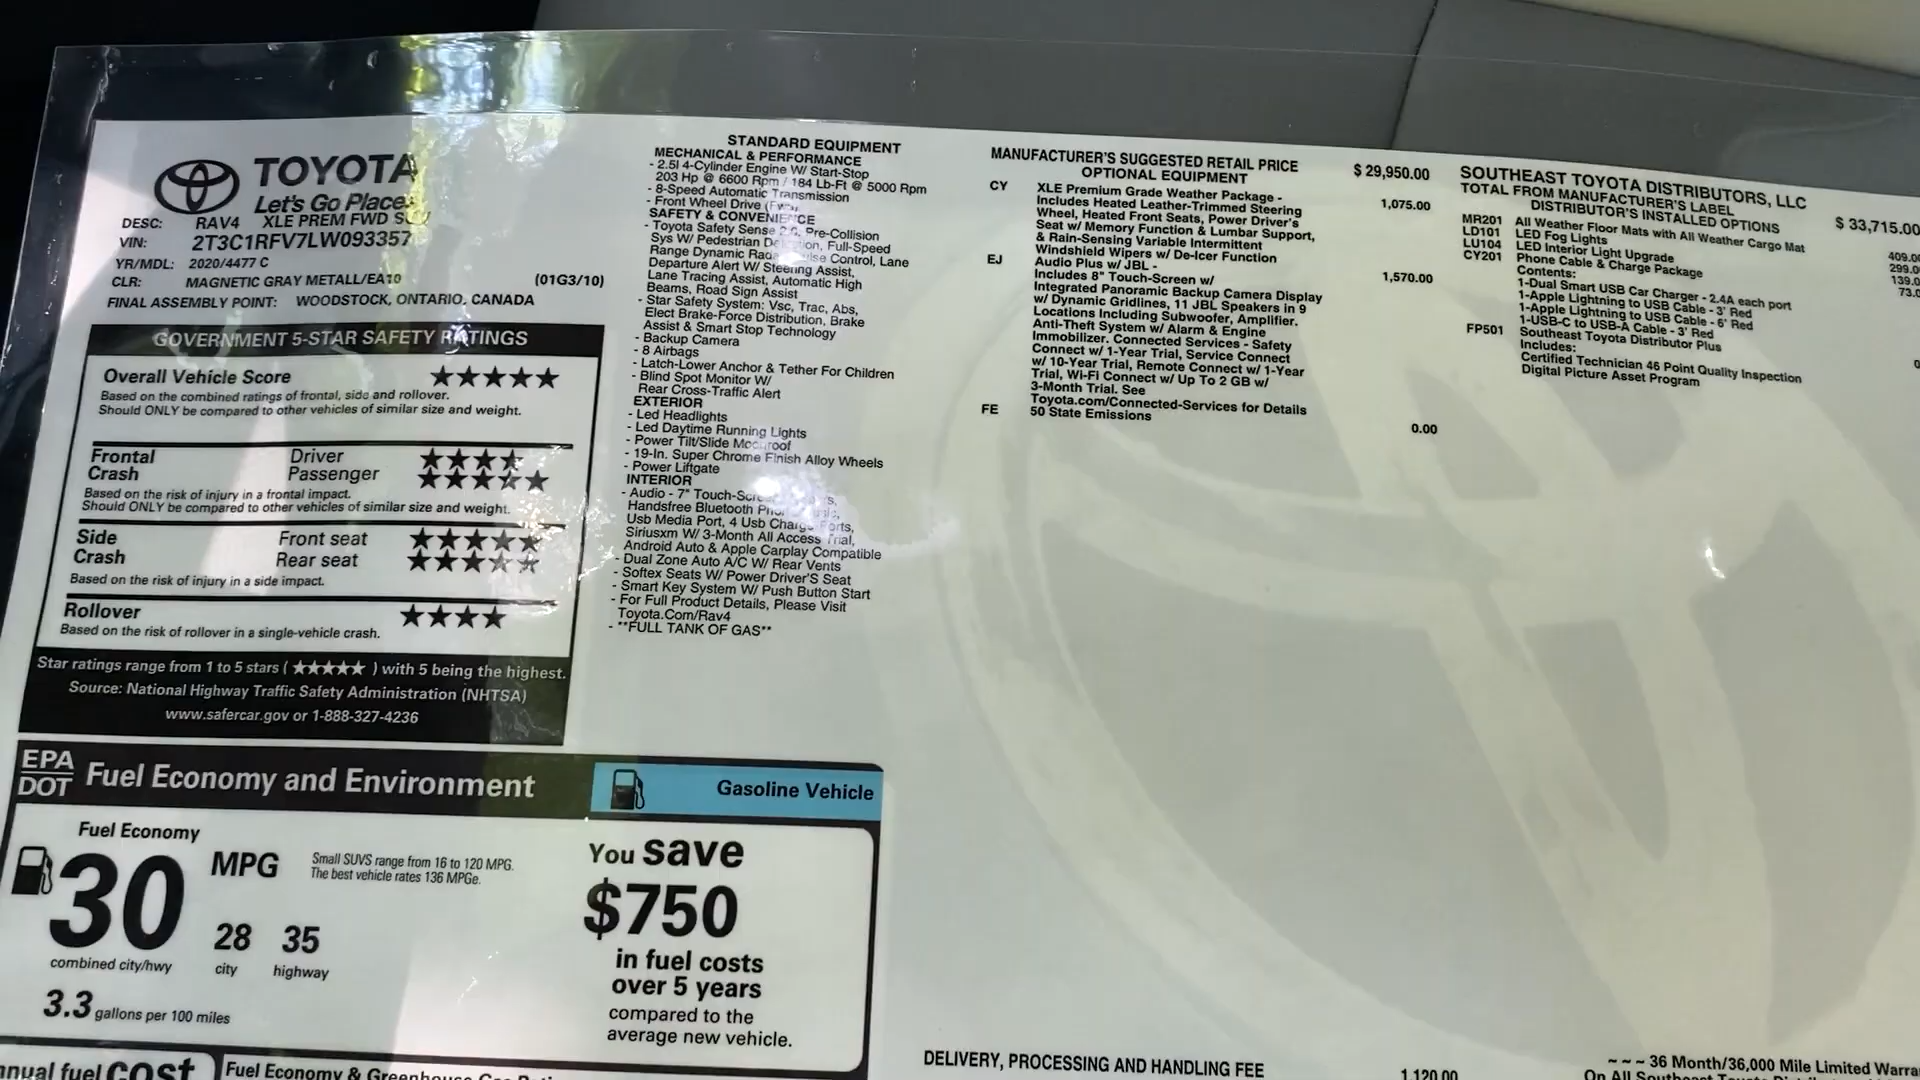 TOYOTA
Let's Go Places
DESC: RAV4 XLE PREM FWD
VIN: 2T3C1RFV7LW093357
YR/MDL: 2020/4477 C
CLR: MAGNETIC GRAY METALL/EA10 (01G3/10)
FINAL ASSEMBLY POINT: WOODSTOCK, ONTARIO, CANADA
GOVERNMENT 5-STAR SAFETY RATINGS
Overall Vehicle Score ★★★★★
Based on the combined ratings of frontal, side and rollover.
Should ONLY be compared to other vehicles of similar size and weight.
Frontal Driver ★★★★
Crash Passenger ★★★★★
Based on the risk of injury in a frontal impact.
Should ONLY be compared to other vehicles of similar size and weight.
Side Front seat ★★★★★
Crash Rear seat ★★★★★
Based on the risk of injury in a side impact.
Rollover ★★★★
Based on the risk of rollover in a single-vehicle crash.
Star ratings range from 1 to 5 stars (★★★★★) with 5 being the highest.
Source: National Highway Traffic Safety Administration (NHTSA)
www.safercar.gov or 1-888-327-4236
EPA
DOT
Fuel Economy and Environment
Gasoline Vehicle
Fuel Economy
30 MPG
Small SUVS range from 16 to 120 MPG.
The best vehicle rates 136 MPGe.
28 35
combined city/hwy city highway
3.3 gallons per 100 miles
You save
$750
in fuel costs
over 5 years
compared to the
average new vehicle.
fuel cost
Fuel Economy &
STANDARD EQUIPMENT
MECHANICAL & PERFORMANCE
- 2.5l 4-Cylinder Engine W/ Start-Stop
203 Hp @ 6600 Rpm / 184 Lb-Ft @ 5000 Rpm
- 8-Speed Automatic Transmission
- Front Wheel Drive
SAFETY & CONVENIENCE
- Toyota Safety Sense 2.0, Pre-Collision
Sys W/ Pedestrian Detection, Full-Speed
Range Dynamic Radar Cruise Control, Lane
Departure Alert W/ Steering Assist,
Lane Tracing Assist, Automatic High
Beams, Road Sign Assist
- Star Safety System: Vsc, Trac, Abs,
Elect Brake-Force Distribution, Brake
Assist & Smart Stop Technology
- Backup Camera
- 8 Airbags
- Latch-Lower Anchor & Tether For Children
- Blind Spot Monitor W/
Rear Cross-Traffic Alert
EXTERIOR
- Led Headlights
- Led Daytime Running Lights
- Power Tilt/Slide Moonroof
- 19-In. Super Chrome Finish Alloy Wheels
- Power Liftgate
INTERIOR
- Audio - 7" Touch-Screen,
Handsfree Bluetooth
Usb Media Port, 4 Usb Charge Ports,
Siriusxm W/ 3-Month All Access Trial,
Android Auto & Apple Carplay Compatible
- Dual Zone Auto A/C W/ Rear Vents
- Softex Seats W/ Power Driver'S Seat
- Smart Key System W/ Push Button Start
- For Full Product Details, Please Visit
Toyota.Com/Rav4
- **FULL TANK OF GAS**
MANUFACTURER'S SUGGESTED RETAIL PRICE $ 29,950.00
OPTIONAL EQUIPMENT
CY XLE Premium Grade Weather Package - 1,075.00
Includes Heated Leather-Trimmed Steering
Wheel, Heated Front Seats, Power Driver's
Seat w/ Memory Function & Lumbar Support,
& Rain-Sensing Variable Intermittent
Windshield Wipers w/ De-Icer Function
EJ Audio Plus w/ JBL - 1,570.00
Includes 8" Touch-Screen w/
Integrated Panoramic Backup Camera Display
w/ Dynamic Gridlines, 11 JBL Speakers in 9
Locations Including Subwoofer, Amplifier.
Anti-Theft System w/ Alarm & Engine
Immobilizer. Connected Services - Safety
Connect w/ 1-Year Trial, Service Connect
w/ 10-Year Trial, Remote Connect w/ 1-Year
Trial, Wi-Fi Connect w/ Up To 2 GB w/
3-Month Trial. See
Toyota.com/Connected-Services for Details
FE 50 State Emissions 0.00
DELIVERY, PROCESSING AND HANDLING FEE 1,120.00
SOUTHEAST TOYOTA DISTRIBUTORS, LLC
TOTAL FROM MANUFACTURER'S LABEL $ 33,715.00
DISTRIBUTOR'S INSTALLED OPTIONS
MR201 All Weather Floor Mats with All Weather Cargo Mat 409.0
LD101 LED Fog Lights 299.0
LU104 LED Interior Light Upgrade 139.0
CY201 Phone Cable & Charge Package 73.0
Contents:
1-Dual Smart USB Car Charger - 2.4A each port
1-Apple Lightning to USB Cable - 3' Red
1-Apple Lightning to USB Cable - 6' Red
1-USB-C to USB-A Cable - 3' Red
FP501 Southeast Toyota Distributor Plus 0
Includes:
Certified Technician 46 Point Quality Inspection
Digital Picture Asset Program
~ ~ ~ 36 Month/36,000 Mile Limited Warra
On All Southeast Toyota